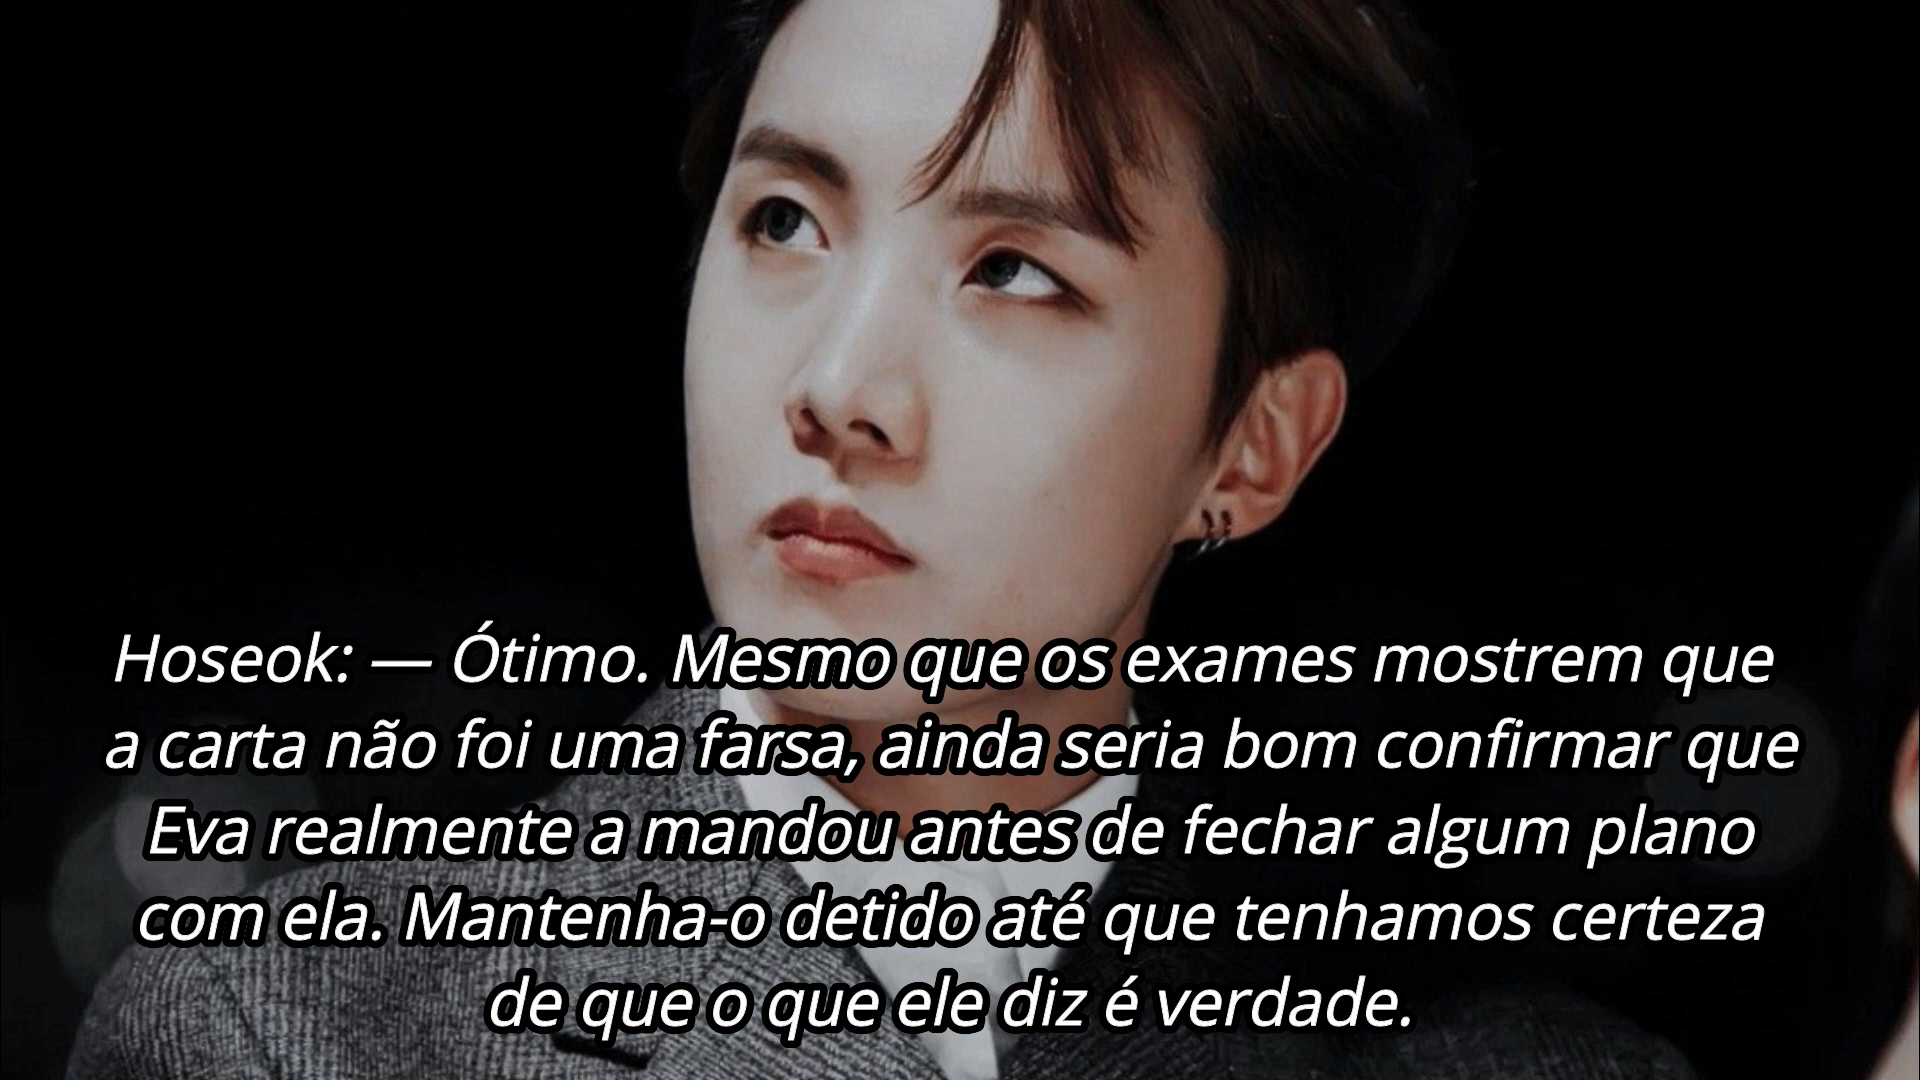 Hoseok: — Ótimo. Mesmo que os exames mostrem que
a carta não foi uma farsa, ainda seria bom confirmar que
Eva realmente a mandou antes de fechar algum plano
com ela. Mantenha-o detido até que tenhamos certeza
de que o que ele diz é verdade.